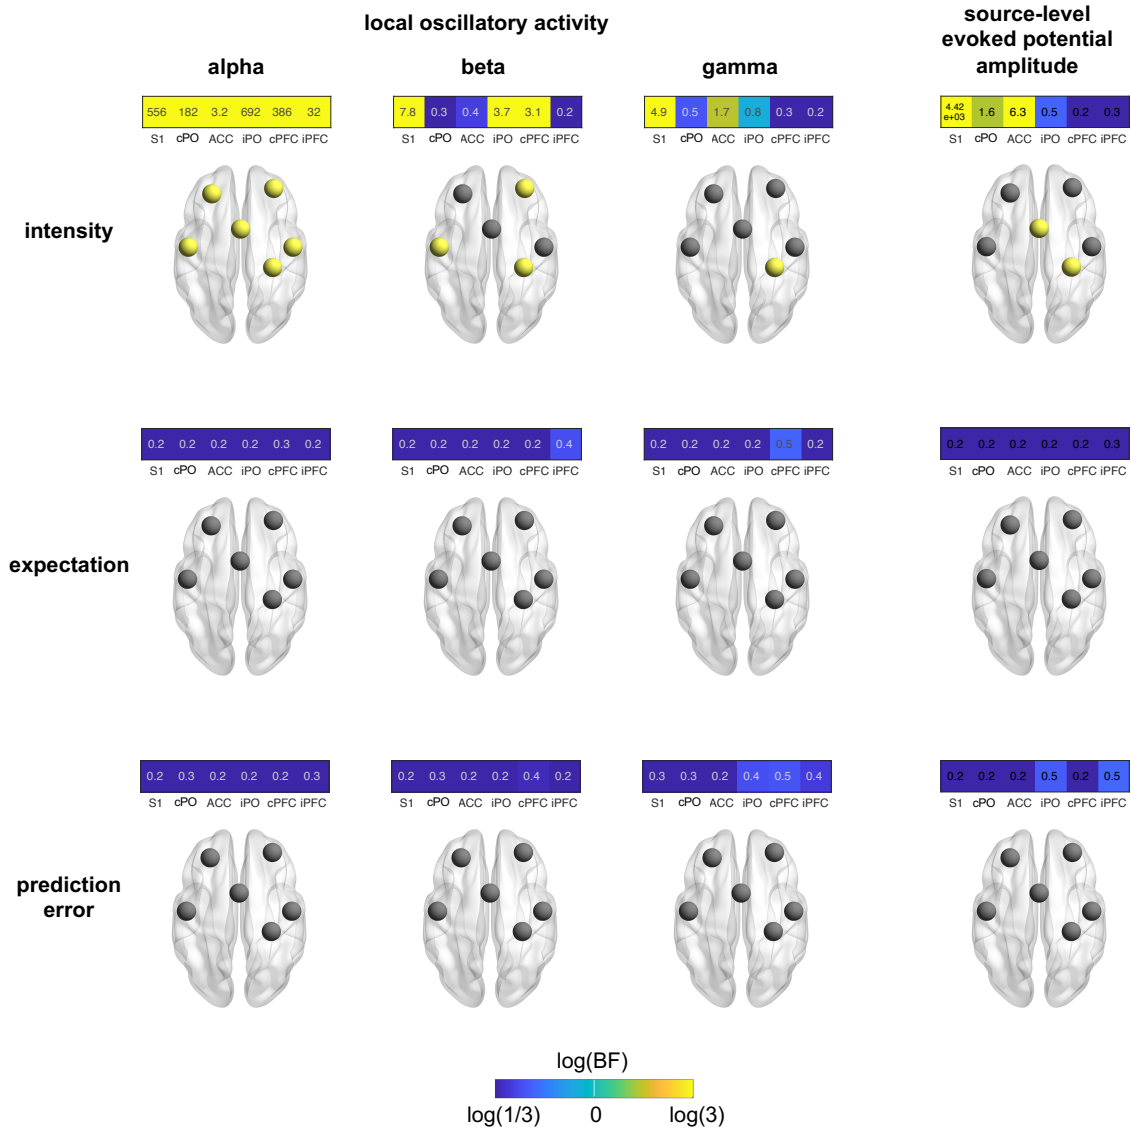 local oscillatory activity
source-level
evoked potential
amplitude
alpha
beta
gamma
556 182 3.2 692 386 32
7.8 0.3 0.4 3.7 3.1 0.2
4.9 0.5 1.7 0.8 0.3 0.2
4.42
e+03 1.6 6.3 0.5 0.2 0.3
S1 cPO ACC iPO cPFC iPFC
S1 cPO ACC iPO cPFC iPFC
S1 cPO ACC iPO cPFC iPFC
S1 cPO ACC iPO cPFC iPFC
intensity
0.2 0.2 0.2 0.2 0.3 0.2
0.2 0.2 0.2 0.2 0.2 0.4
0.2 0.2 0.2 0.2 0.5 0.2
0.2 0.2 0.2 0.2 0.2 0.3
S1 cPO ACC iPO cPFC iPFC
S1 cPO ACC iPO cPFC iPFC
S1 cPO ACC iPO cPFC iPFC
S1 cPO ACC iPO cPFC iPFC
expectation
0.2 0.3 0.2 0.2 0.2 0.3
0.2 0.3 0.2 0.2 0.4 0.2
0.3 0.3 0.2 0.4 0.5 0.4
0.2 0.2 0.2 0.5 0.2 0.5
S1 cPO ACC iPO cPFC iPFC
S1 cPO ACC iPO cPFC iPFC
S1 cPO ACC iPO cPFC iPFC
S1 cPO ACC iPO cPFC iPFC
prediction
error
log(BF)
log(1/3) 0 log(3)